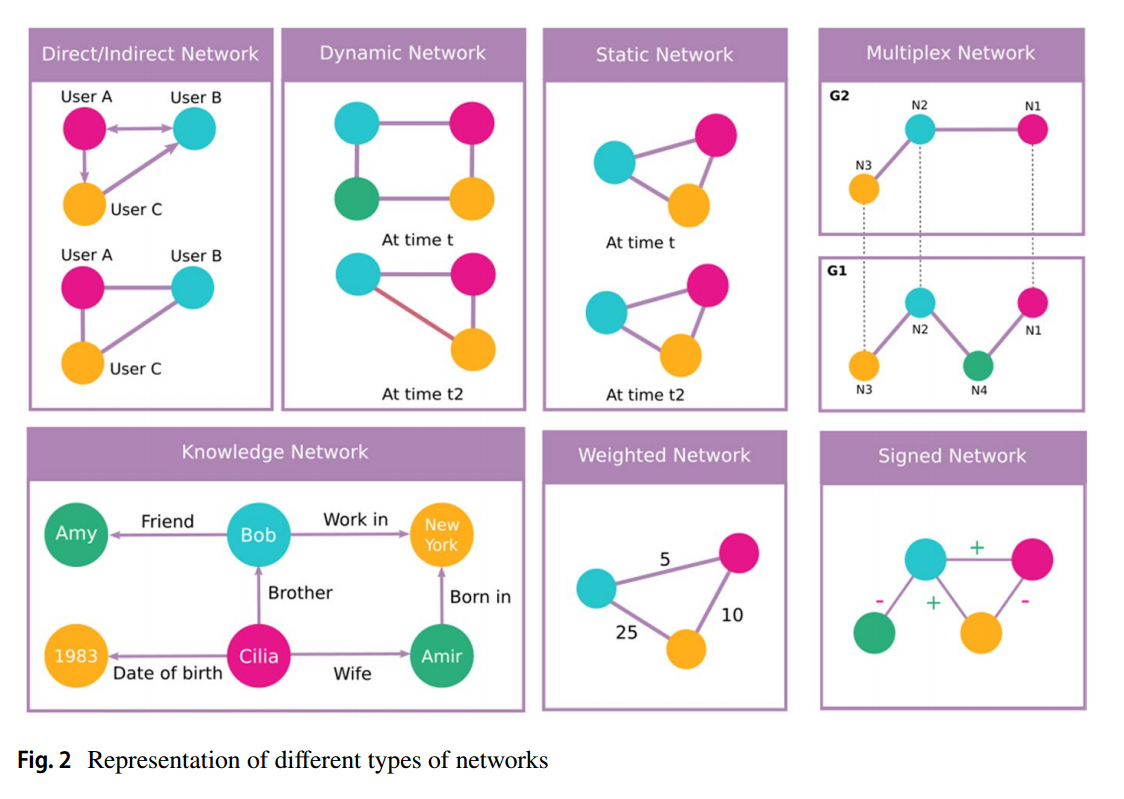 Direct/Indirect Network
User A
User B
User C
User A
User B
User C
Dynamic Network
At time t
At time t2
Static Network
At time t
At time t2
Multiplex Network
G2
N2
N1
N3
G1
N2
N1
N3
N4
Knowledge Network
Amy
Friend
Bob
Work in
New
York
Brother
Born in
1983
Date of birth
Cilia
Wife
Amir
Weighted Network
5
10
25
Signed Network
+
-
+
-
Fig. 2 Representation of different types of networks